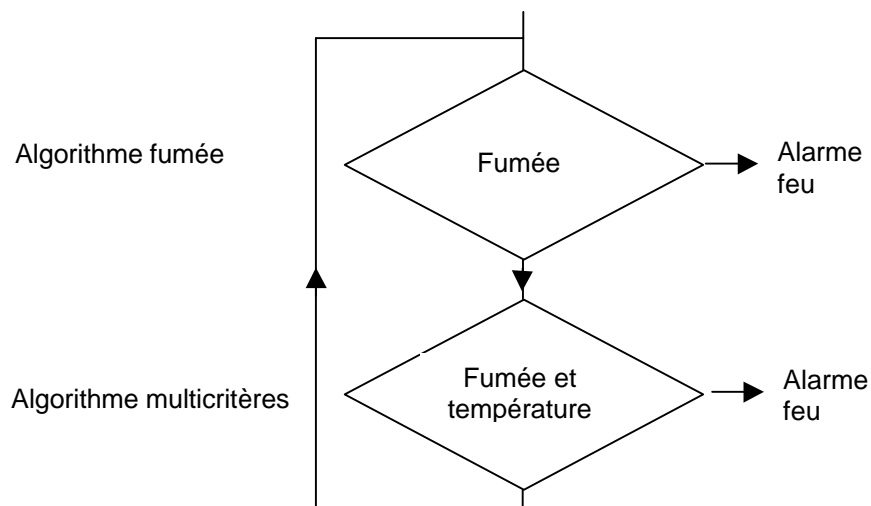 Algorithme fumée
Fumée
Alarme
feu
Algorithme multicritères
Fumée et
température
Alarme
feu